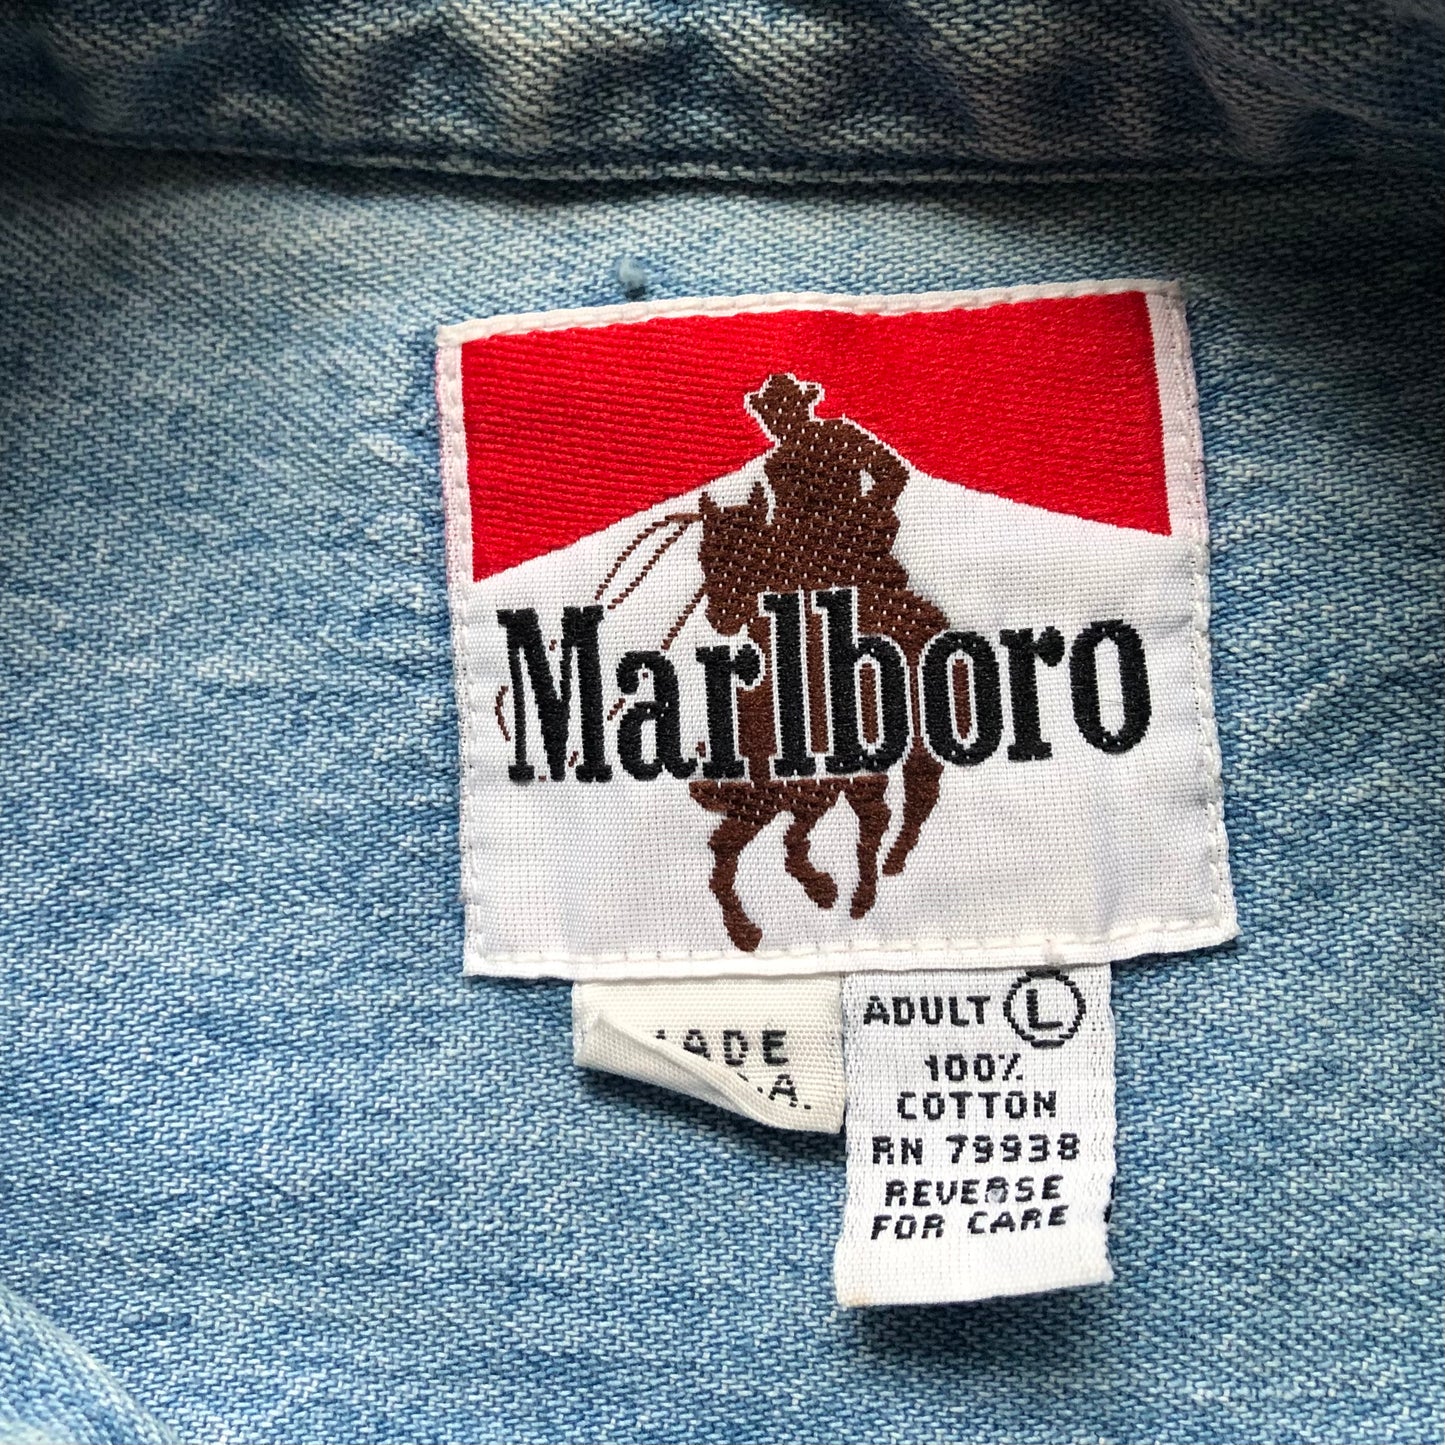 Marlboro
ADE
.A.
ADULT L
100%
COTTON
RN 79938
REVERSE
FOR CARE